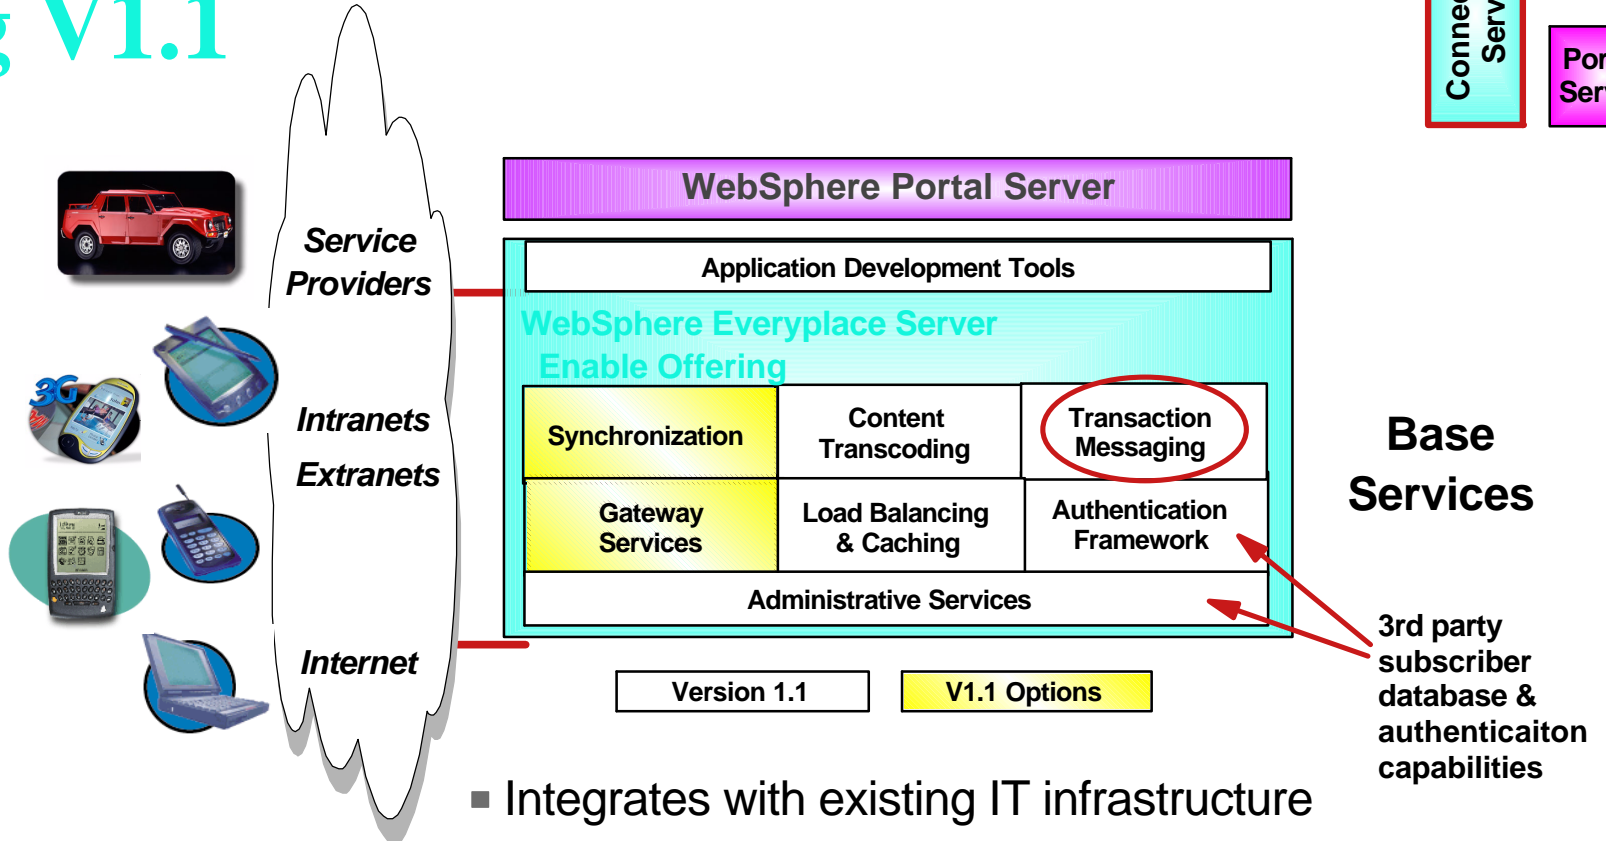 V1.1
WebSphere Portal Server
Service
Providers
Application Development Tools
WebSphere Everyplace Server
Enable Offering
3G
Intranets
Extranets
Synchronization
Content
Transcoding
Transaction
Messaging
Base
Services
Gateway
Services
Load Balancing
& Caching
Authentication
Framework
Administrative Services
3rd party
subscriber
database &
authenticaiton
capabilities
Internet
Version 1.1
V1.1 Options
Integrates with existing IT infrastructure